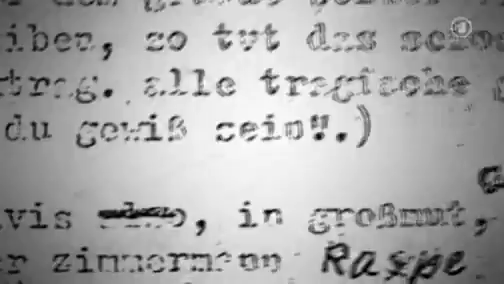 iben, so tut das
trag. alle tragische
du gewiß sein".)
vis, in großmut,
zimmermann Raspe